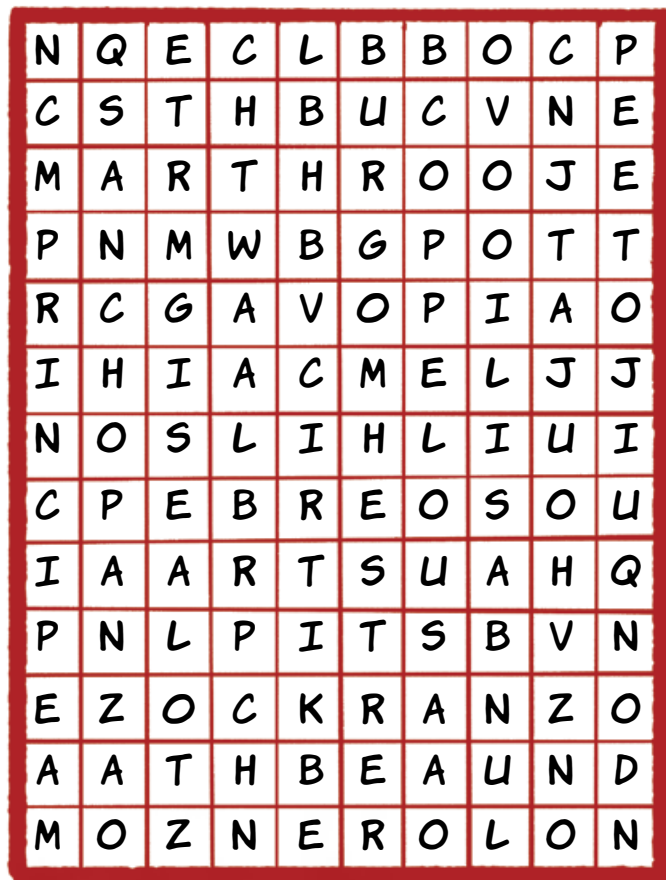 N Q E C L B B O C P
C S T H B U C V N E
M A R T H R O O J E
P N M W B G P O T T
R C G A V O P I A O
I H I A C M E L J J
N O S L I H L I U I
C P E B R E O S O U
I A A R T S U A H Q
P N L P I T S B V N
E Z O C K R A N Z O
A A T H B E A U N D
M O Z N E R O L O N